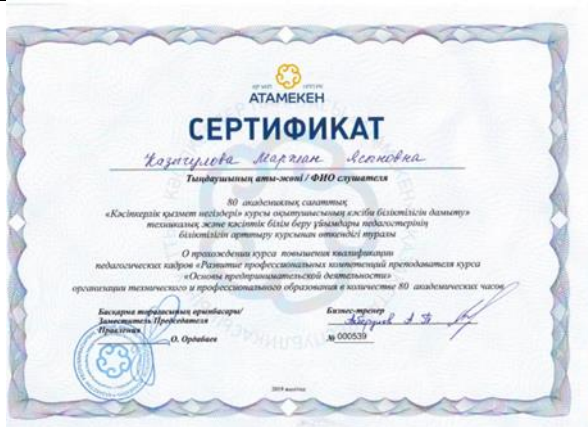 АТАМЕКЕН
СЕРТИФИКАТ
Маржан
Тыңдаушының аты-жөні / ФИО слушателя
80 академиялық сағаттық
«Кәсіпкерлік қызмет негіздері» курсы оқытушысының кәсіби біліктілігін дамыту»
техникалық және кәсіптік білім беру ұйымдары педагогтерінің
біліктілігін арттыру курсынан өткендігі туралы
О прохождении курса повышения квалификации
педагогических кадров «Развитие профессиональных компетенций преподавателя курса
«Основы предпринимательской деятельности»
организации технического и профессионального образования в количестве 80 академических часов
Басқарма төрағасының орынбасары/
Заместитель Председателя
Правления
О. Ордабаев
Бизнес-тренер
№ 000539
2019